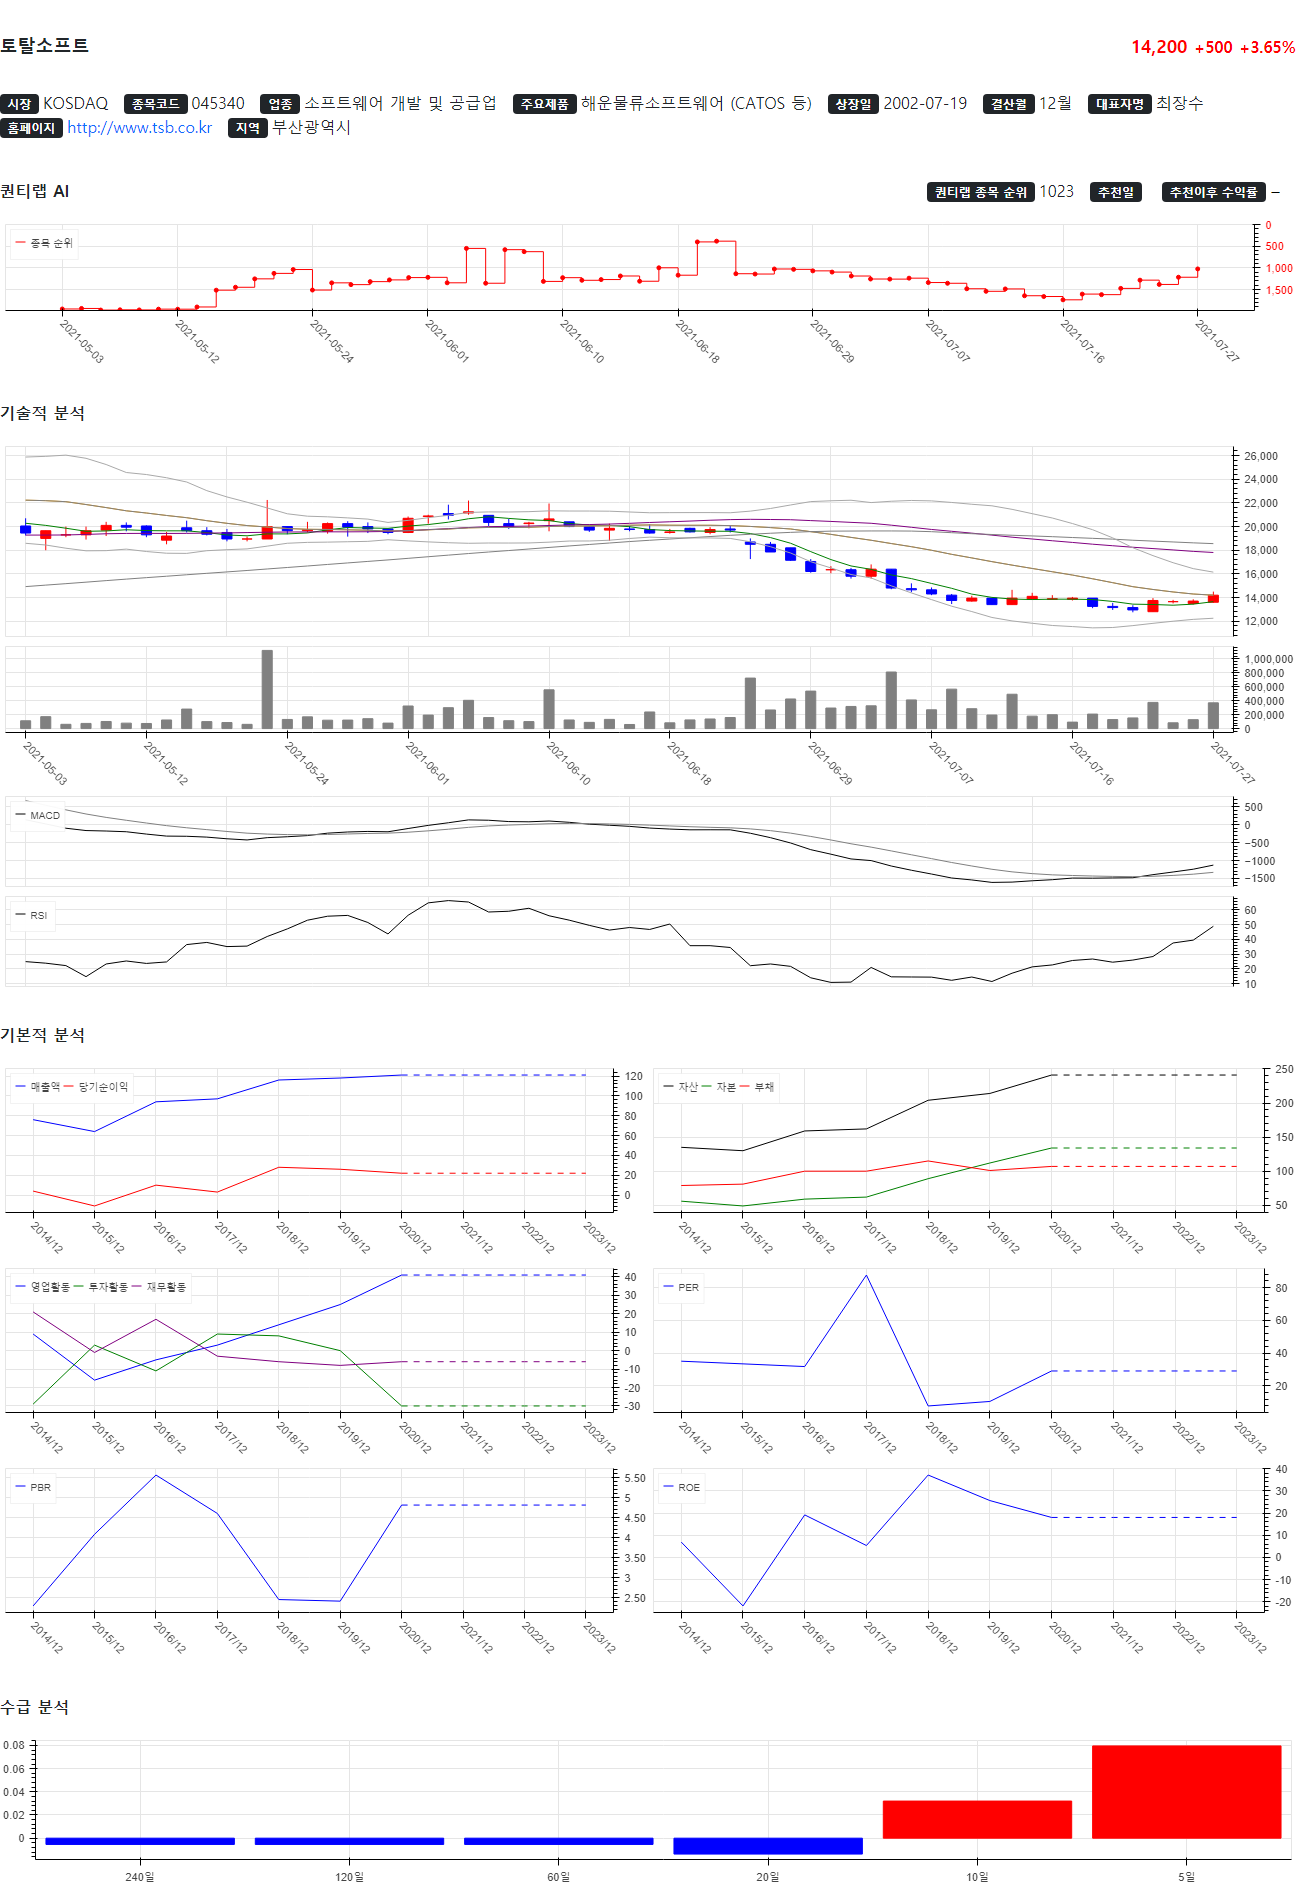 토탈소프트 14,200 +500 +3.65%
시장 KOSDAQ 종목코드 045340 업종 소프트웨어 개발 및 공급업 주요제품 해운물류소프트웨어 (CATOS 등) 상장일 2002-07-19 결산월 12월 대표자명 최장수
홈페이지 http://www.tsb.co.kr 지역 부산광역시
퀀티랩 AI 퀀티랩 종목 순위 1023 추천일 추천이후 수익률 –
종목 순위
0
500
1,000
1,500
2021-05-03 2021-05-12 2021-05-24 2021-06-01 2021-06-10 2021-06-18 2021-06-29 2021-07-07 2021-07-16 2021-07-27
기술적 분석
26,000
24,000
22,000
20,000
18,000
16,000
14,000
12,000
1,000,000
800,000
600,000
400,000
200,000
0
2021-05-03 2021-05-12 2021-05-24 2021-06-01 2021-06-10 2021-06-18 2021-06-29 2021-07-07 2021-07-16 2021-07-27
MACD
500
0
−500
−1000
−1500
RSI
60
50
40
30
20
10
기본적 분석
매출액 당기순이익
120
100
80
60
40
20
0
2014/12 2015/12 2016/12 2017/12 2018/12 2019/12 2020/12 2021/12 2022/12 2023/12
자산 자본 부채
250
200
150
100
50
2014/12 2015/12 2016/12 2017/12 2018/12 2019/12 2020/12 2021/12 2022/12 2023/12
영업활동 투자활동 재무활동
40
30
20
10
0
-10
-20
-30
2014/12 2015/12 2016/12 2017/12 2018/12 2019/12 2020/12 2021/12 2022/12 2023/12
PER
80
60
40
20
2014/12 2015/12 2016/12 2017/12 2018/12 2019/12 2020/12 2021/12 2022/12 2023/12
PBR
5.50
5
4.50
4
3.50
3
2.50
2014/12 2015/12 2016/12 2017/12 2018/12 2019/12 2020/12 2021/12 2022/12 2023/12
ROE
40
30
20
10
0
-10
-20
2014/12 2015/12 2016/12 2017/12 2018/12 2019/12 2020/12 2021/12 2022/12 2023/12
수급 분석
0.08
0.06
0.04
0.02
0
240일 120일 60일 20일 10일 5일